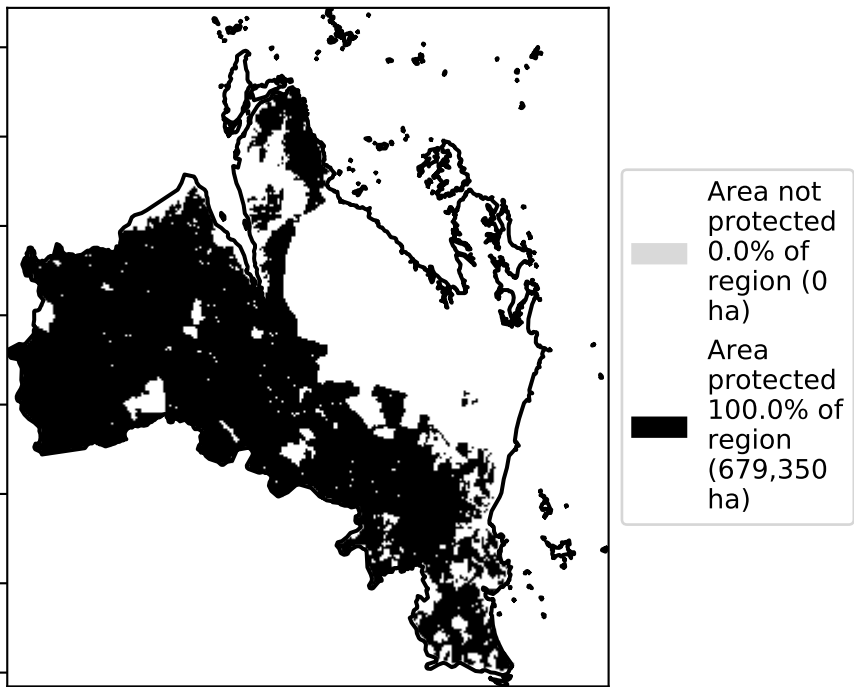 Area not
protected
0.0% of
region (0
ha)
Area
protected
100.0% of
region
(679,350
ha)